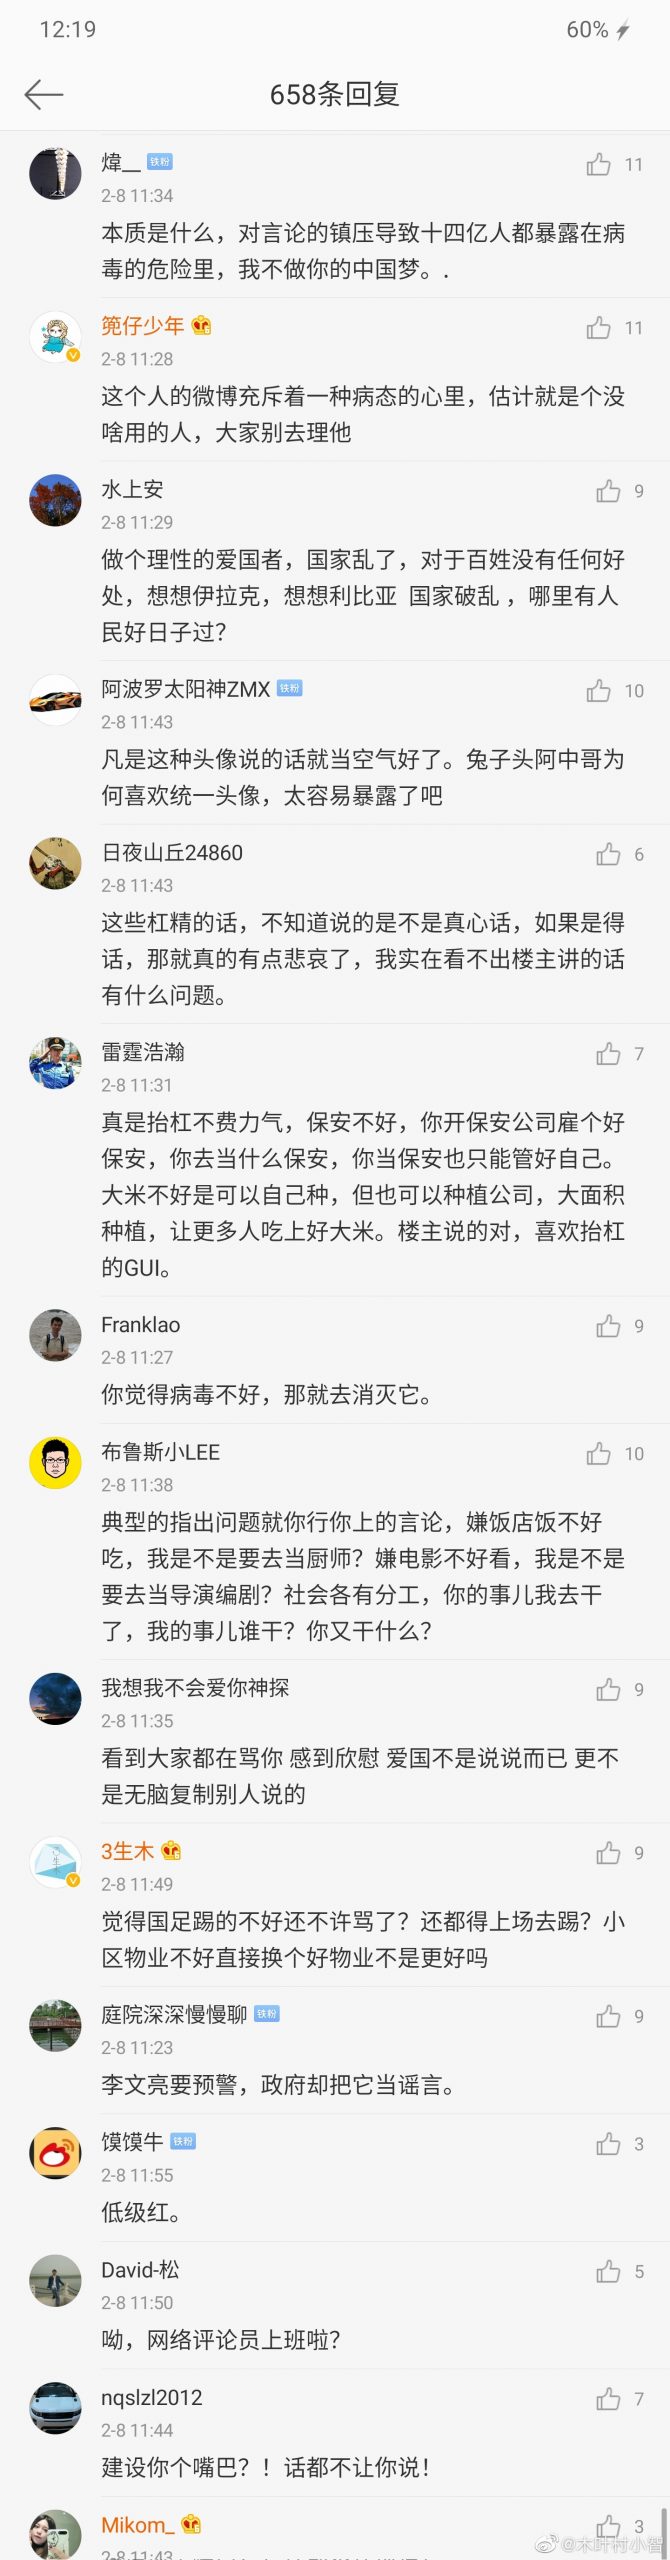 12:19
60%
658条回复
煒__ 铁粉
11
2-8 11:34
本质是什么，对言论的镇压导致十四亿人都暴露在病
毒的危险里，我不做你的中国梦。.
箢仔少年
11
2-8 11:28
这个人的微博充斥着一种病态的心里，估计就是个没
啥用的人，大家别去理他
水上安
9
2-8 11:29
做个理性的爱国者，国家乱了，对于百姓没有任何好
处，想想伊拉克，想想利比亚 国家破乱 ，哪里有人
民好日子过？
阿波罗太阳神ZMX 铁粉
10
2-8 11:43
凡是这种头像说的话就当空气好了。兔子头阿中哥为
何喜欢统一头像，太容易暴露了吧
日夜山丘24860
6
2-8 11:43
这些杠精的话，不知道说的是不是真心话，如果是得
话，那就真的有点悲哀了，我实在看不出楼主讲的话
有什么问题。
雷霆浩瀚
7
2-8 11:31
真是抬杠不费力气，保安不好，你开保安公司雇个好
保安，你去当什么保安，你当保安也只能管好自己。
大米不好是可以自己种，但也可以种植公司，大面积
种植，让更多人吃上好大米。楼主说的对，喜欢抬杠
的GUI。
Franklao
9
2-8 11:27
你觉得病毒不好，那就去消灭它。
布鲁斯小LEE
10
2-8 11:38
典型的指出问题就你行你上的言论，嫌饭店饭不好
吃，我是不是要去当厨师？嫌电影不好看，我是不是
要去当导演编剧？社会各有分工，你的事儿我去干
了，我的事儿谁干？你又干什么？
我想我不会爱你神探
9
2-8 11:35
看到大家都在骂你 感到欣慰 爱国不是说说而已 更不
是无脑复制别人说的
3生木
9
2-8 11:49
觉得国足踢的不好还不许骂了？还都得上场去踢？小
区物业不好直接换个好物业不是更好吗
庭院深深慢慢聊 铁粉
9
2-8 11:23
李文亮要预警，政府却把它当谣言。
馍馍牛 铁粉
3
2-8 11:55
低级红。
David-松
5
2-8 11:50
呦，网络评论员上班啦？
nqslzl2012
7
2-8 11:44
建设你个嘴巴？！话都不让你说！
Mikom_
3
2-8 11:43
@木叶村小智